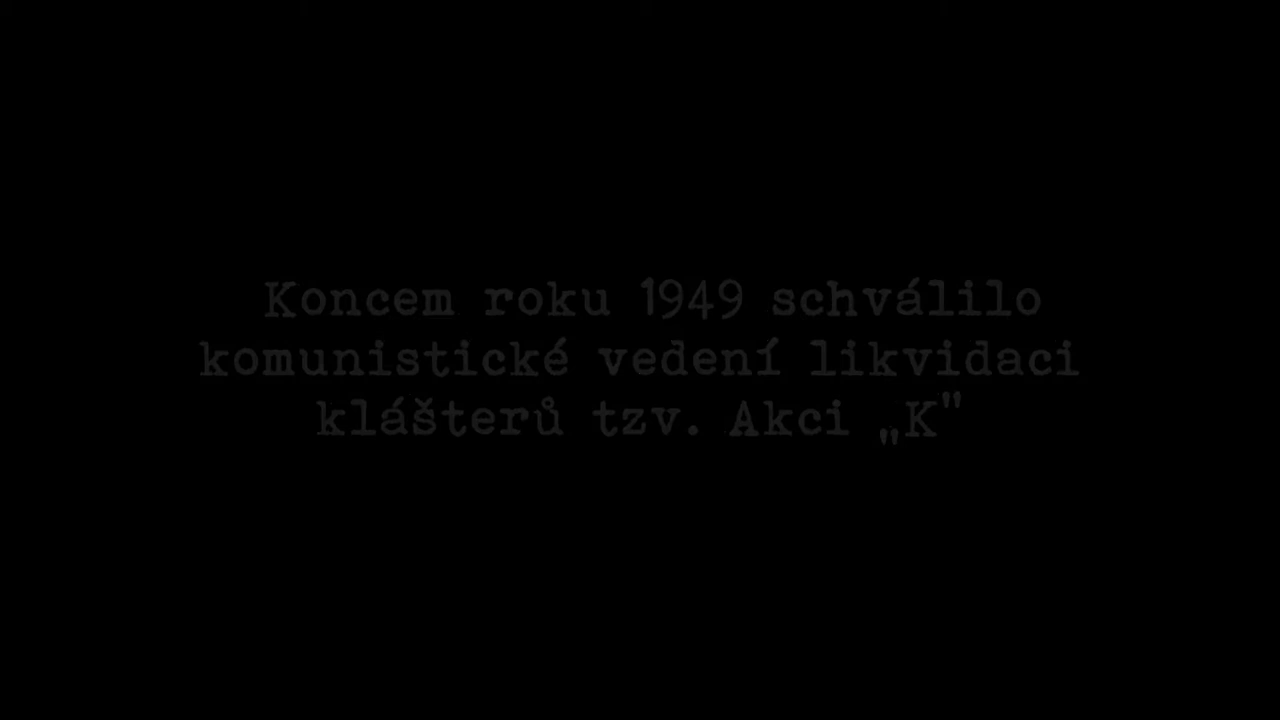 Koncem roku 1949 schválilo
komunistické vedení likvidaci
klášterů tzv. Akci „K"